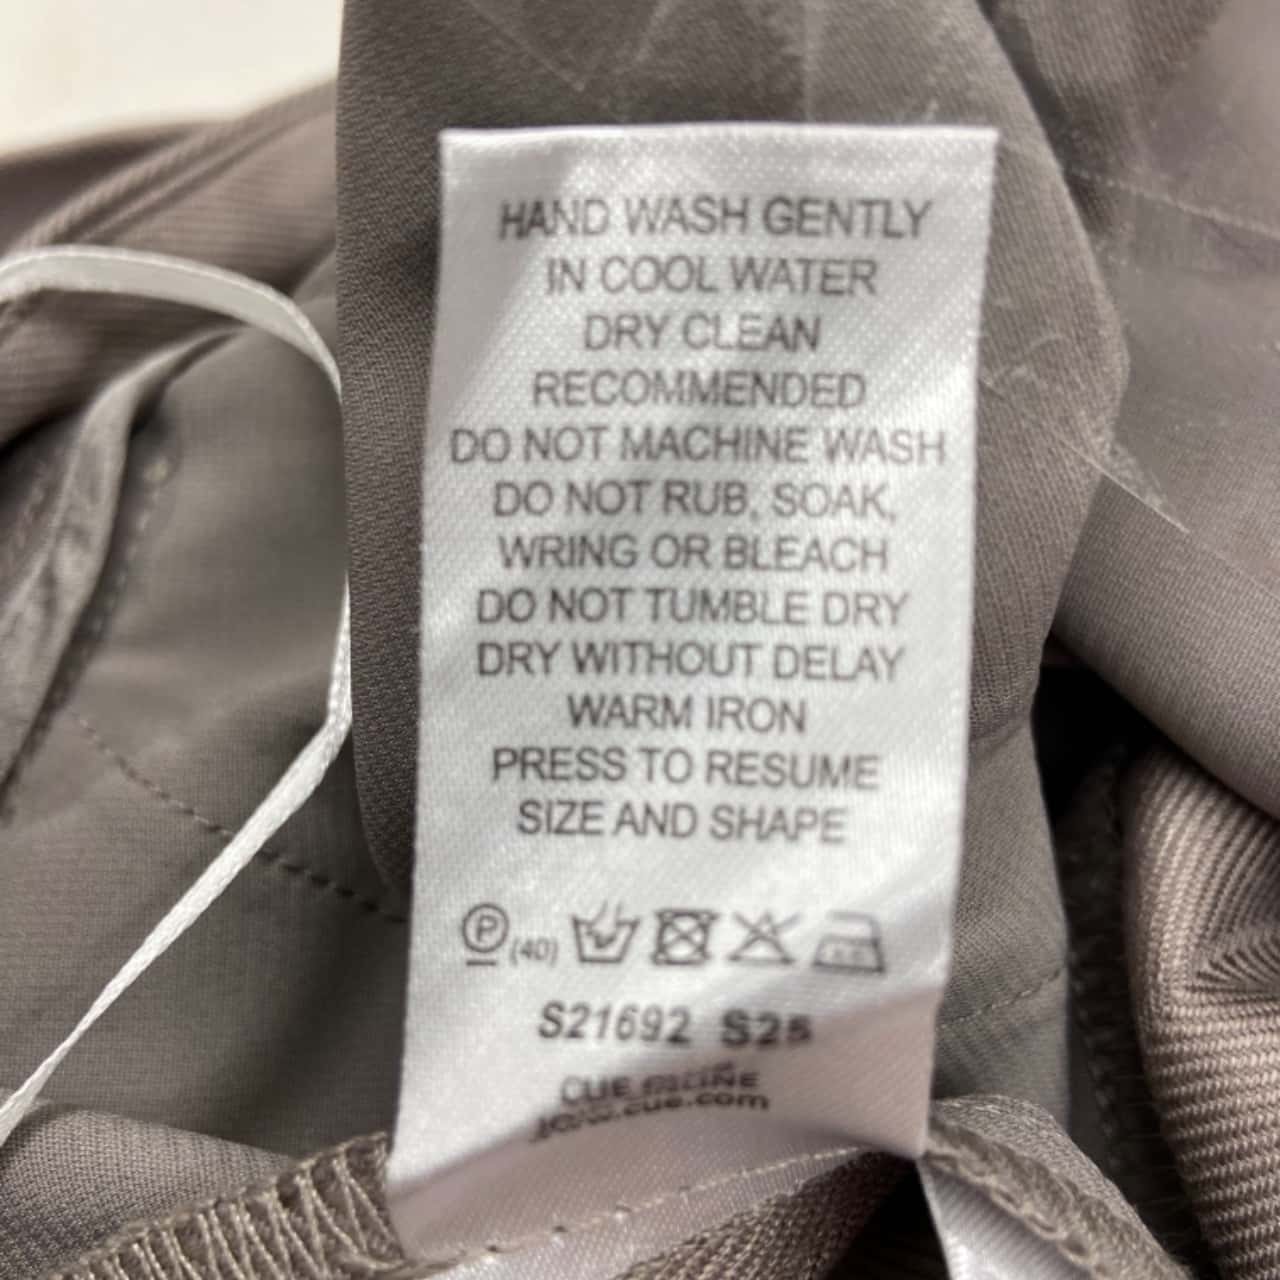 HAND WASH GENTLY
IN COOL WATER
DRY CLEAN
RECOMMENDED
DO NOT MACHINE WASH
DO NOT RUB, SOAK,
WRING OR BLEACH
DO NOT TUMBLE DRY
DRY WITHOUT DELAY
WARM IRON
PRESS TO RESUME
SIZE AND SHAPE
P (40)
S21692 S25
CUE